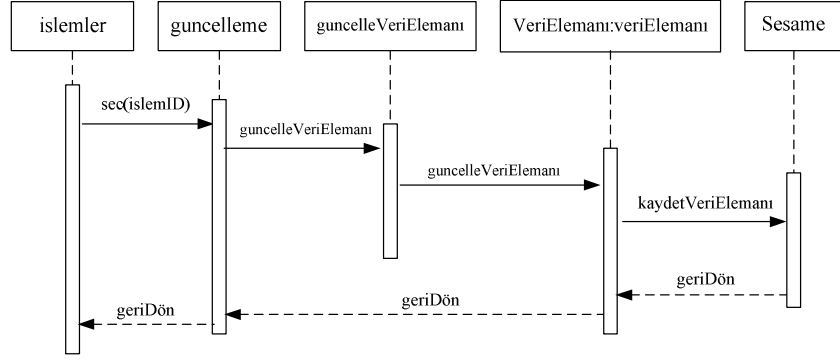 islemler
guncelleme
guncelleVeriElemanı
VeriElemanı:veriElemanı
Sesame
sec(islemID)
guncelleVeriElemanı
guncelleVeriElemanı
kaydetVeriElemanı
geriDön
geriDön
geriDön